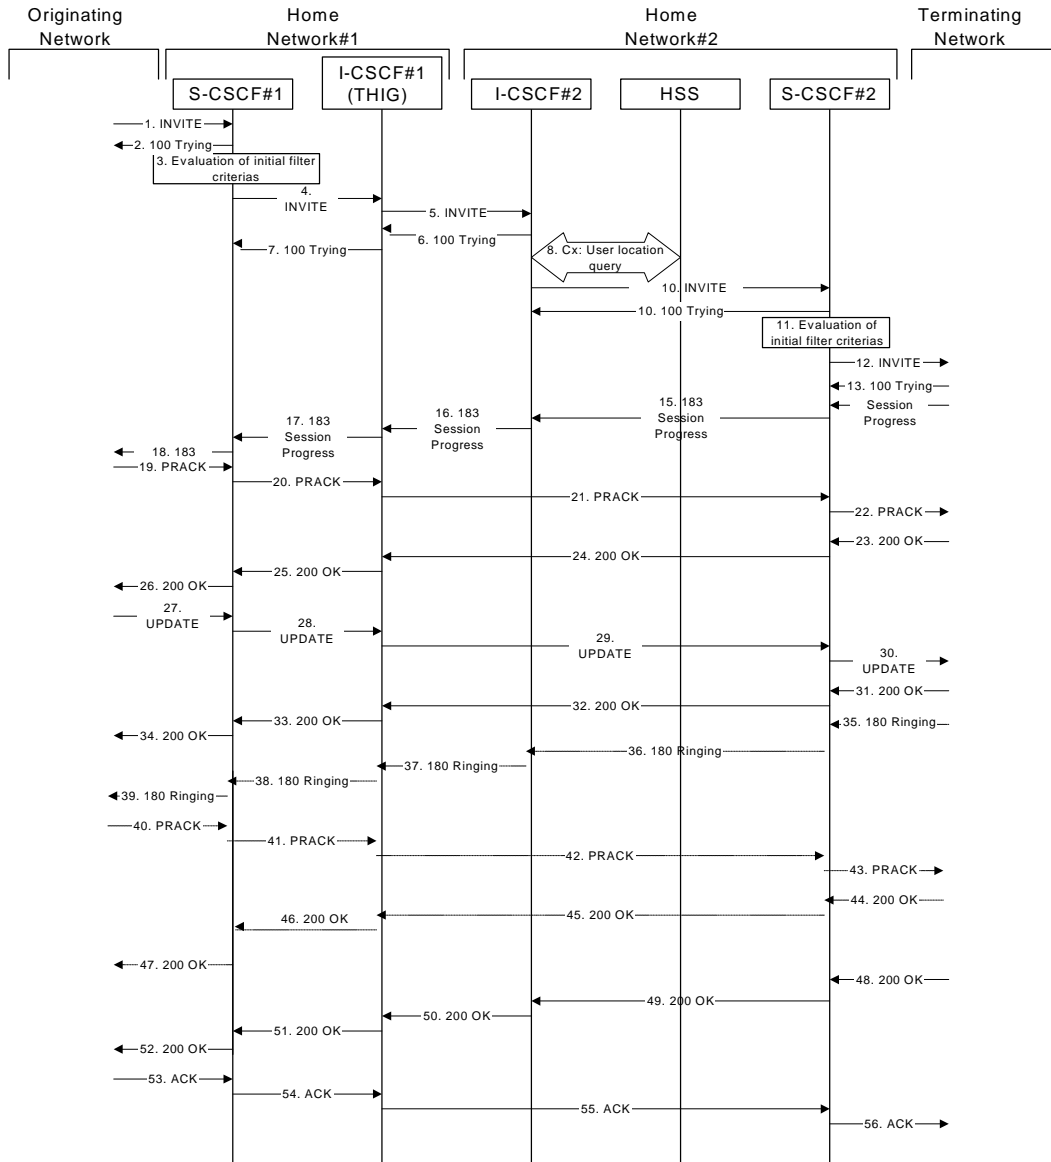 Originating
Network
Home
Network#1
Home
Network#2
Terminating
Network
S-CSCF#1
I-CSCF#1
(THIG)
I-CSCF#2
HSS
S-CSCF#2
1. INVITE
2. 100 Trying
3. Evaluation of initial filter
criterias
4.
INVITE
5. INVITE
6. 100 Trying
7. 100 Trying
8. Cx: User location
query
10. INVITE
10. 100 Trying
11. Evaluation of
initial filter criterias
12. INVITE
13. 100 Trying
Session
Progress
15. 183
Session
Progress
16. 183
Session
Progress
17. 183
Session
Progress
18. 183
19. PRACK
20. PRACK
21. PRACK
22. PRACK
23. 200 OK
24. 200 OK
25. 200 OK
26. 200 OK
27.
UPDATE
28.
UPDATE
29.
UPDATE
30.
UPDATE
31. 200 OK
32. 200 OK
33. 200 OK
34. 200 OK
35. 180 Ringing
36. 180 Ringing
37. 180 Ringing
38. 180 Ringing
39. 180 Ringing
40. PRACK
41. PRACK
42. PRACK
43. PRACK
44. 200 OK
45. 200 OK
46. 200 OK
47. 200 OK
48. 200 OK
49. 200 OK
50. 200 OK
51. 200 OK
52. 200 OK
53. ACK
54. ACK
55. ACK
56. ACK